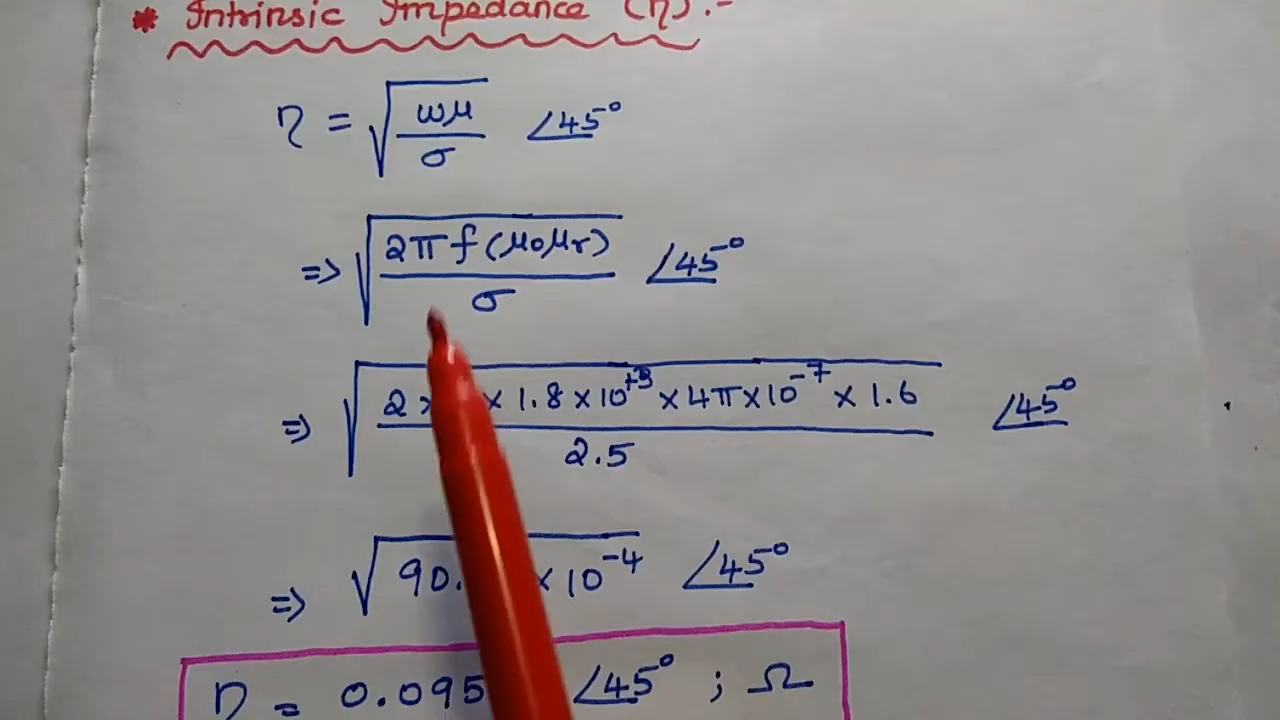 * Intrinsic Impedance (η) :-
η = √(ωμ/σ) ∠45°
=> √(2πf(μ₀μᵣ)/σ) ∠45°
=> √(2 × × 1.8×10⁺³ ×4π×10⁻⁷ × 1.6/2.5) ∠45°
=> √(90. ×10⁻⁴) ∠45°
η = 0.095 ∠45° ; Ω